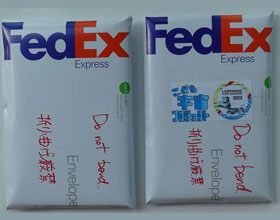 FedEx
Express
Envelope
Do not bend.
折り曲げ厳禁
FedEx
Express
Envelope
Do not bend.
折り曲げ厳禁